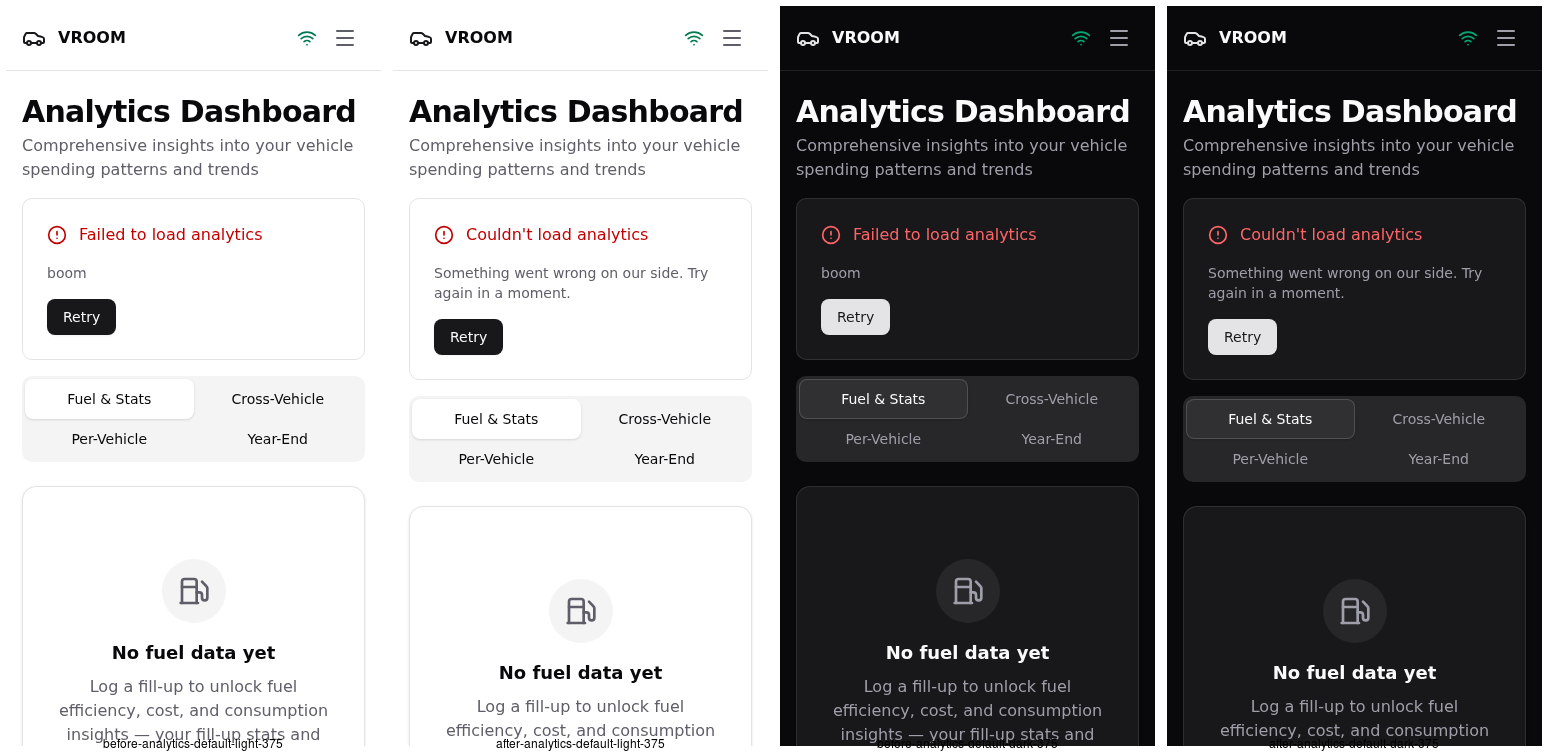 VROOM
Analytics Dashboard
Comprehensive insights into your vehicle
spending patterns and trends
Failed to load analytics
boom
Retry
Fuel & Stats
Cross-Vehicle
Per-Vehicle
Year-End
No fuel data yet
Log a fill-up to unlock fuel
efficiency, cost, and consumption
insights — your fill-up stats and
before-analytics-default-light-375
VROOM
Analytics Dashboard
Comprehensive insights into your vehicle
spending patterns and trends
Couldn't load analytics
Something went wrong on our side. Try
again in a moment.
Retry
Fuel & Stats
Cross-Vehicle
Per-Vehicle
Year-End
No fuel data yet
Log a fill-up to unlock fuel
efficiency, cost, and consumption
after-analytics-default-light-375
VROOM
Analytics Dashboard
Comprehensive insights into your vehicle
spending patterns and trends
Failed to load analytics
boom
Retry
Fuel & Stats
Cross-Vehicle
Per-Vehicle
Year-End
No fuel data yet
Log a fill-up to unlock fuel
efficiency, cost, and consumption
insights — your fill-up stats and
before-analytics-default-dark-375
VROOM
Analytics Dashboard
Comprehensive insights into your vehicle
spending patterns and trends
Couldn't load analytics
Something went wrong on our side. Try
again in a moment.
Retry
Fuel & Stats
Cross-Vehicle
Per-Vehicle
Year-End
No fuel data yet
Log a fill-up to unlock fuel
efficiency, cost, and consumption
after-analytics-default-dark-375